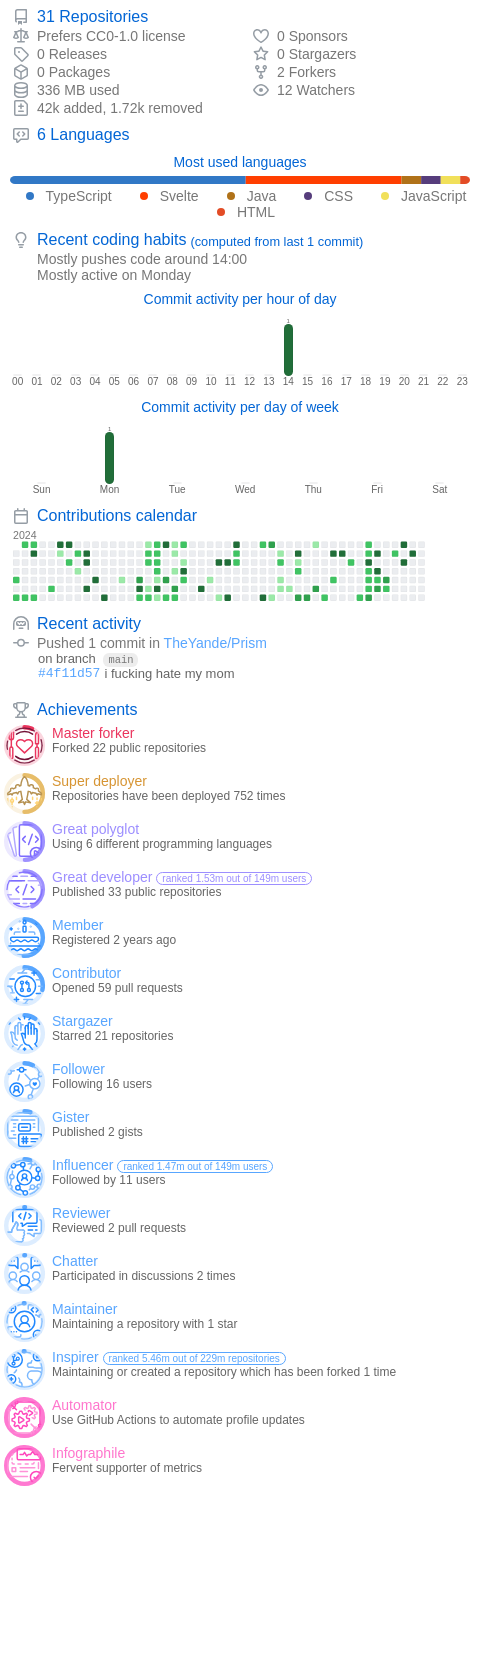 31 Repositories
Prefers CC0-1.0 license
0 Sponsors
0 Releases
0 Stargazers
0 Packages
2 Forkers
336 MB used
12 Watchers
42k added, 1.72k removed
6 Languages
Most used languages
TypeScript Svelte Java CSS JavaScript
HTML
Recent coding habits (computed from last 1 commit)
Mostly pushes code around 14:00
Mostly active on Monday
Commit activity per hour of day
1
00 01 02 03 04 05 06 07 08 09 10 11 12 13 14 15 16 17 18 19 20 21 22 23
Commit activity per day of week
1
Sun Mon Tue Wed Thu Fri Sat
Contributions calendar
2024
Recent activity
Pushed 1 commit in TheYande/Prism
on branch main
#4f11d57 i fucking hate my mom
Achievements
Master forker
Forked 22 public repositories
Super deployer
Repositories have been deployed 752 times
Great polyglot
Using 6 different programming languages
Great developer ranked 1.53m out of 149m users
Published 33 public repositories
Member
Registered 2 years ago
Contributor
Opened 59 pull requests
Stargazer
Starred 21 repositories
Follower
Following 16 users
Gister
Published 2 gists
Influencer ranked 1.47m out of 149m users
Followed by 11 users
Reviewer
Reviewed 2 pull requests
Chatter
Participated in discussions 2 times
Maintainer
Maintaining a repository with 1 star
Inspirer ranked 5.46m out of 229m repositories
Maintaining or created a repository which has been forked 1 time
Automator
Use GitHub Actions to automate profile updates
Infographile
Fervent supporter of metrics